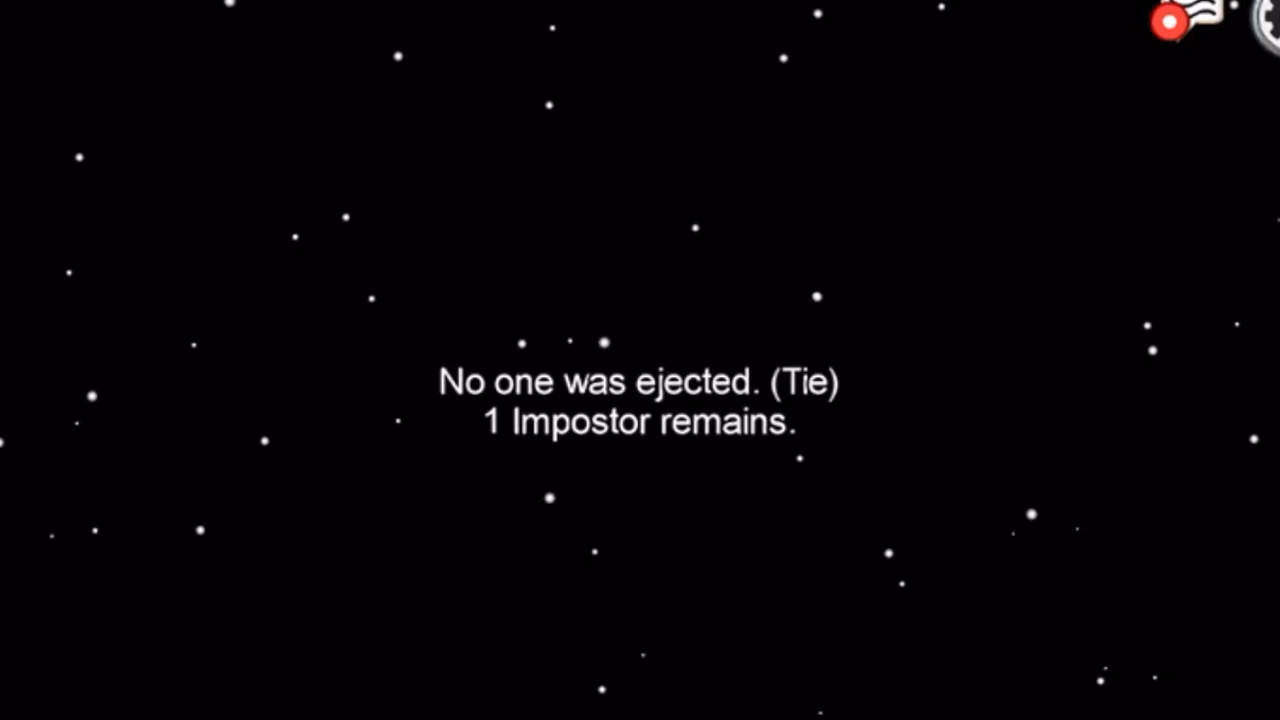 No one was ejected. (Tie)
1 Impostor remains.